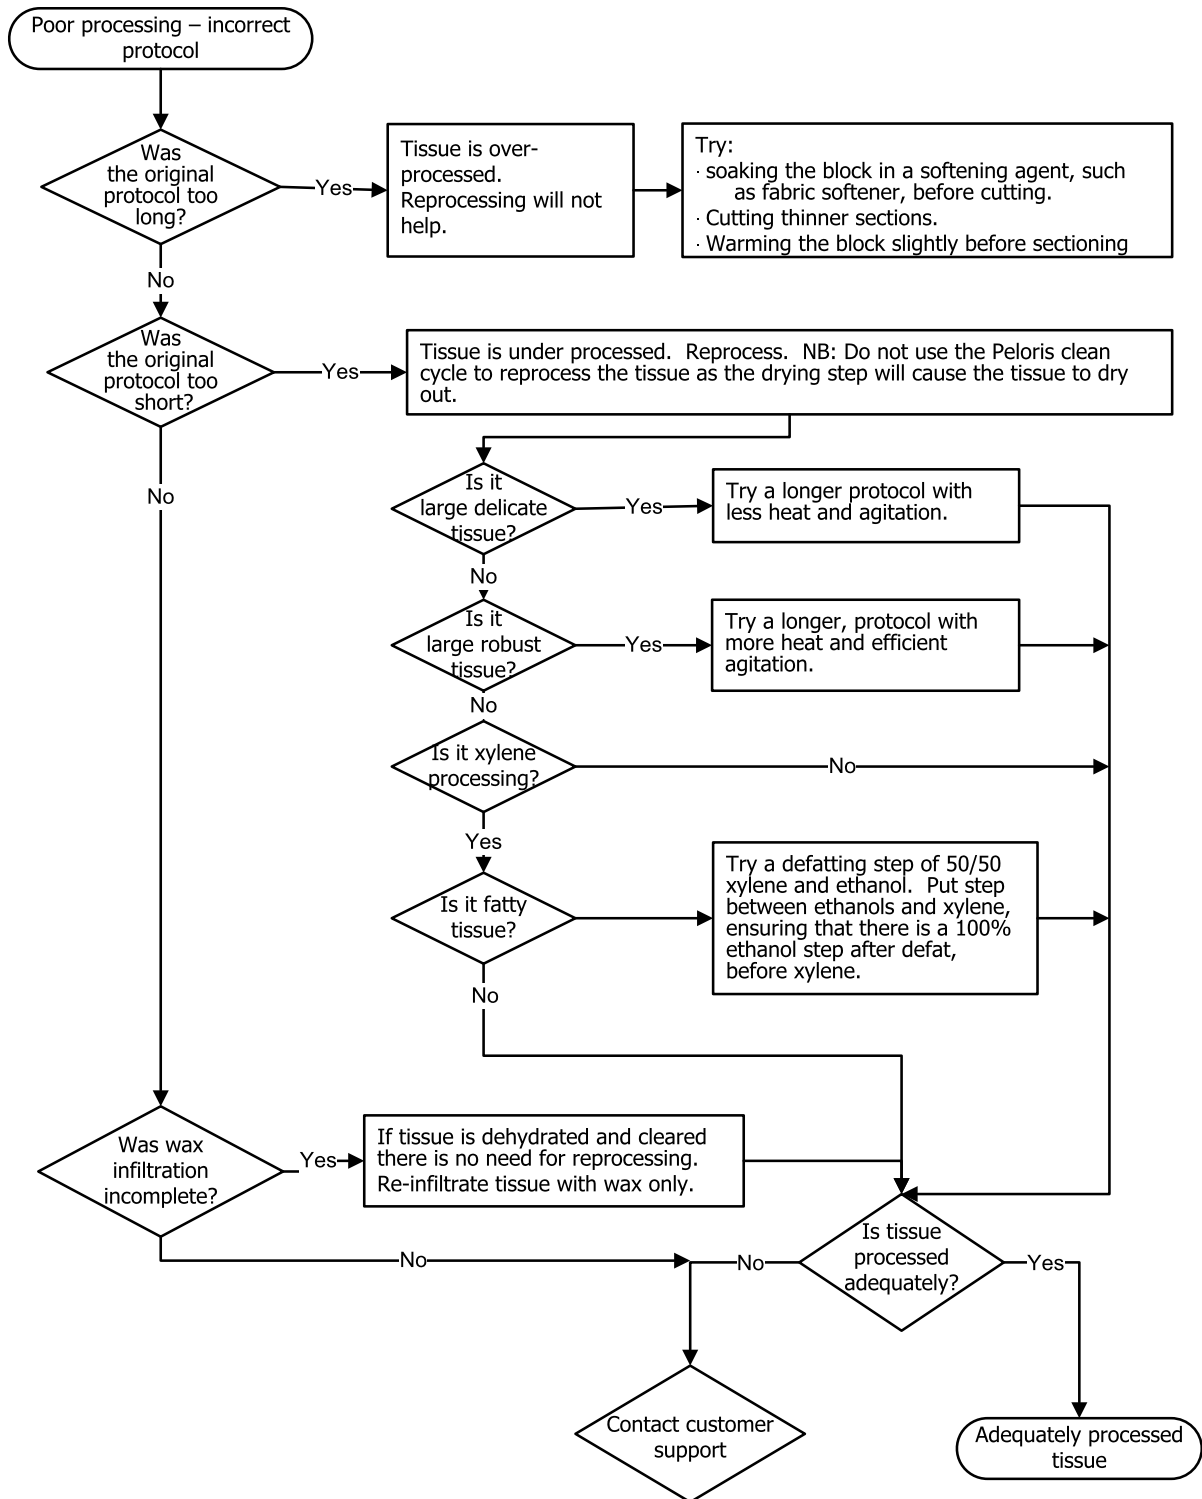 Poor processing – incorrect
protocol
Was
the original
protocol too
long?
Yes
Tissue is over-
processed.
Reprocessing will not
help.
Try:
· soaking the block in a softening agent, such
as fabric softener, before cutting.
· Cutting thinner sections.
· Warming the block slightly before sectioning
No
Was
the original
protocol too
short?
Yes
Tissue is under processed.  Reprocess.  NB: Do not use the Peloris clean
cycle to reprocess the tissue as the drying step will cause the tissue to dry
out.
No
Is it
large delicate
tissue?
Yes
Try a longer protocol with
less heat and agitation.
No
Is it
large robust
tissue?
Yes
Try a longer, protocol with
more heat and efficient
agitation.
No
Is it xylene
processing?
No
Yes
Is it fatty
tissue?
Try a defatting step of 50/50
xylene and ethanol.  Put step
between ethanols and xylene,
ensuring that there is a 100%
ethanol step after defat,
before xylene.
No
Was wax
infiltration
incomplete?
Yes
If tissue is dehydrated and cleared
there is no need for reprocessing.
Re-infiltrate tissue with wax only.
No
Is tissue
processed
adequately?
No
Yes
Contact customer
support
Adequately processed
tissue